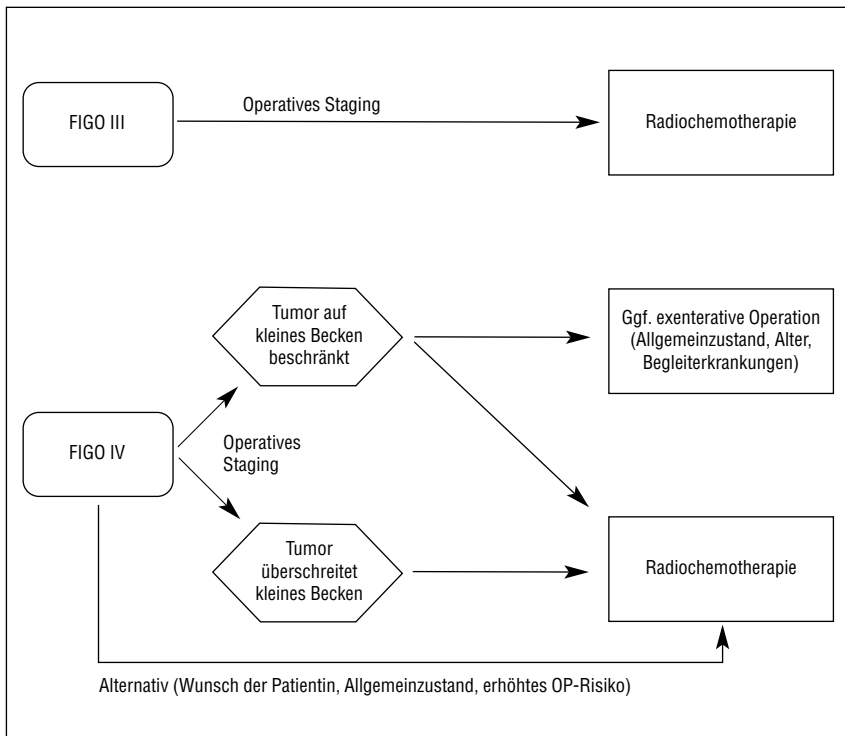 FIGO III
Operatives Staging
Radiochemotherapie
Tumor auf
kleines Becken
beschränkt
Ggf. exenterative Operation
(Allgemeinzustand, Alter,
Begleiterkrankungen)
FIGO IV
Operatives
Staging
Tumor
überschreitet
kleines Becken
Radiochemotherapie
Alternativ (Wunsch der Patientin, Allgemeinzustand, erhöhtes OP-Risiko)